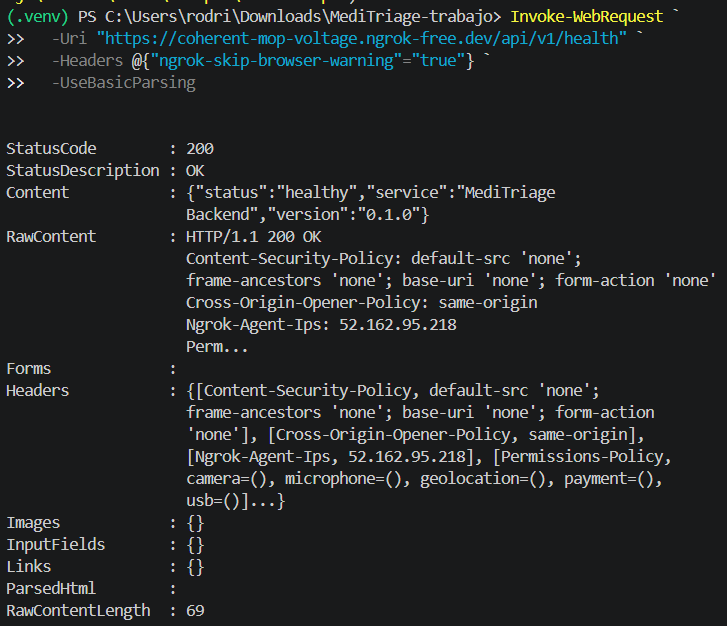 (.venv) PS C:\Users\rodri\Downloads\MediTriage-trabajo> Invoke-WebRequest `
>>   -Uri "https://coherent-mop-voltage.ngrok-free.dev/api/v1/health" `
>>   -Headers @{"ngrok-skip-browser-warning"="true"} `
>>   -UseBasicParsing
StatusCode        : 200
StatusDescription : OK
Content           : {"status":"healthy","service":"MediTriage
                    Backend","version":"0.1.0"}
RawContent        : HTTP/1.1 200 OK
                    Content-Security-Policy: default-src 'none';
                    frame-ancestors 'none'; base-uri 'none'; form-action 'none'
                    Cross-Origin-Opener-Policy: same-origin
                    Ngrok-Agent-Ips: 52.162.95.218
                    Perm...
Forms             :
Headers           : {[Content-Security-Policy, default-src 'none';
                    frame-ancestors 'none'; base-uri 'none'; form-action
                    'none'], [Cross-Origin-Opener-Policy, same-origin],
                    [Ngrok-Agent-Ips, 52.162.95.218], [Permissions-Policy,
                    camera=(), microphone=(), geolocation=(), payment=(),
                    usb=()]...}
Images            : {}
InputFields       : {}
Links             : {}
ParsedHtml        :
RawContentLength  : 69